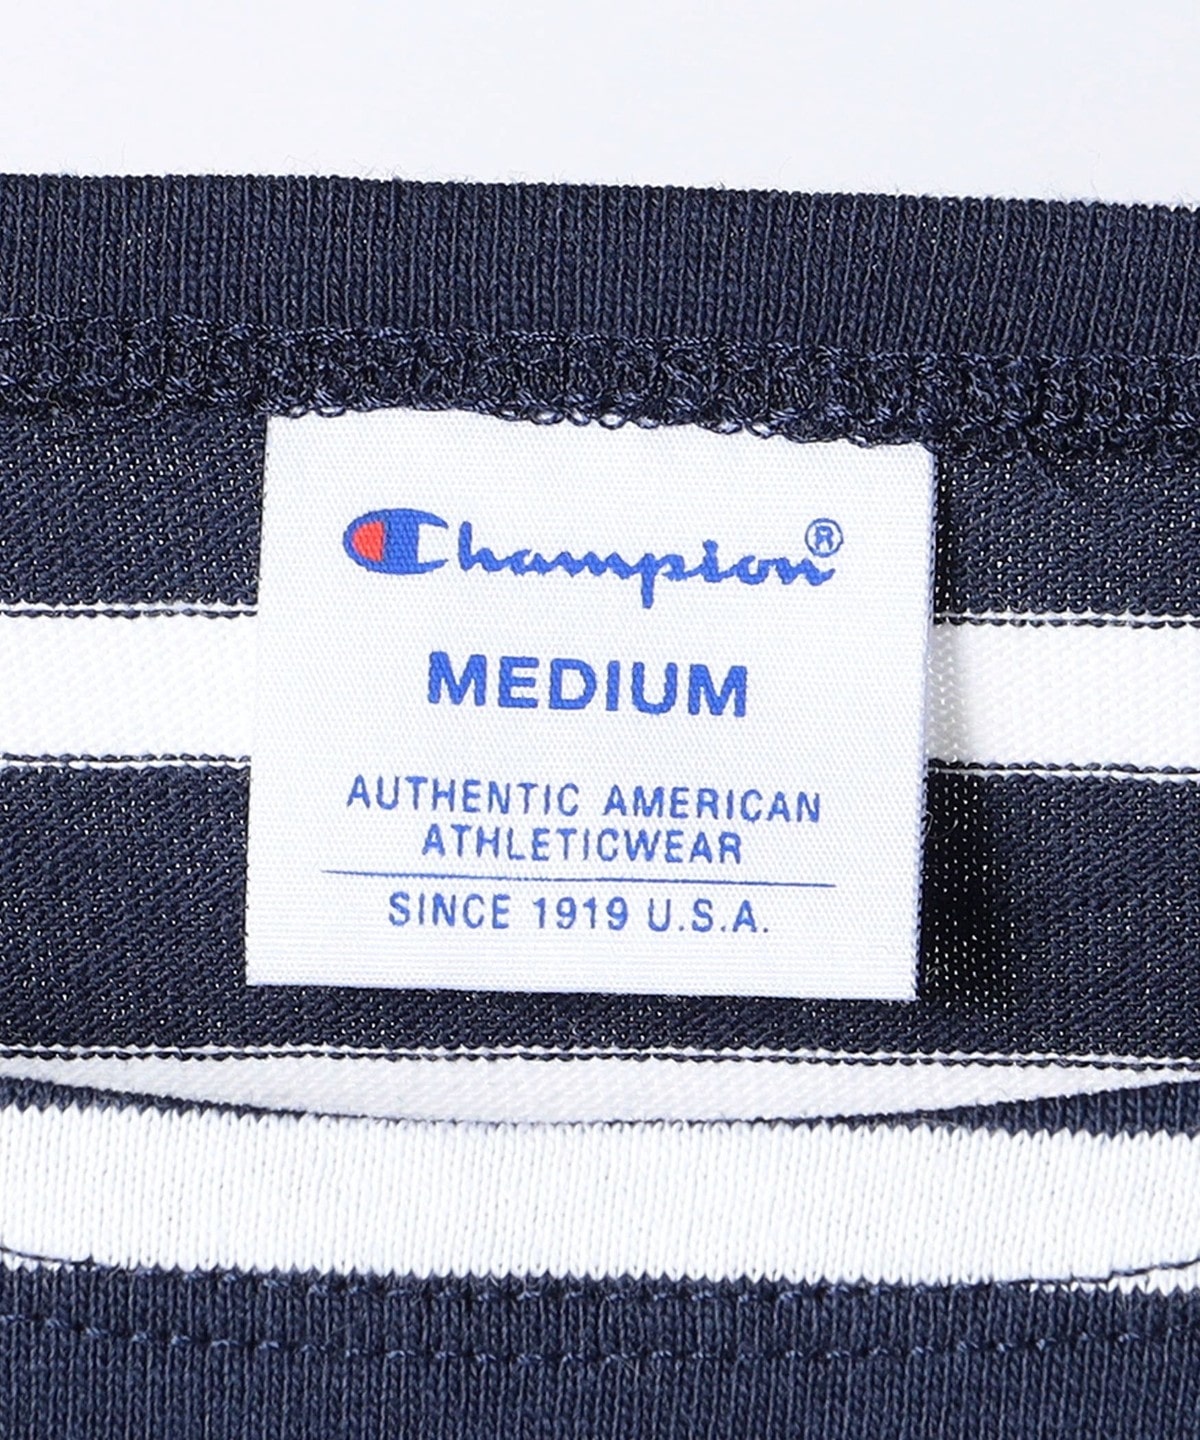 Champion®
MEDIUM
AUTHENTIC AMERICAN
ATHLETICWEAR
SINCE 1919 U.S.A.